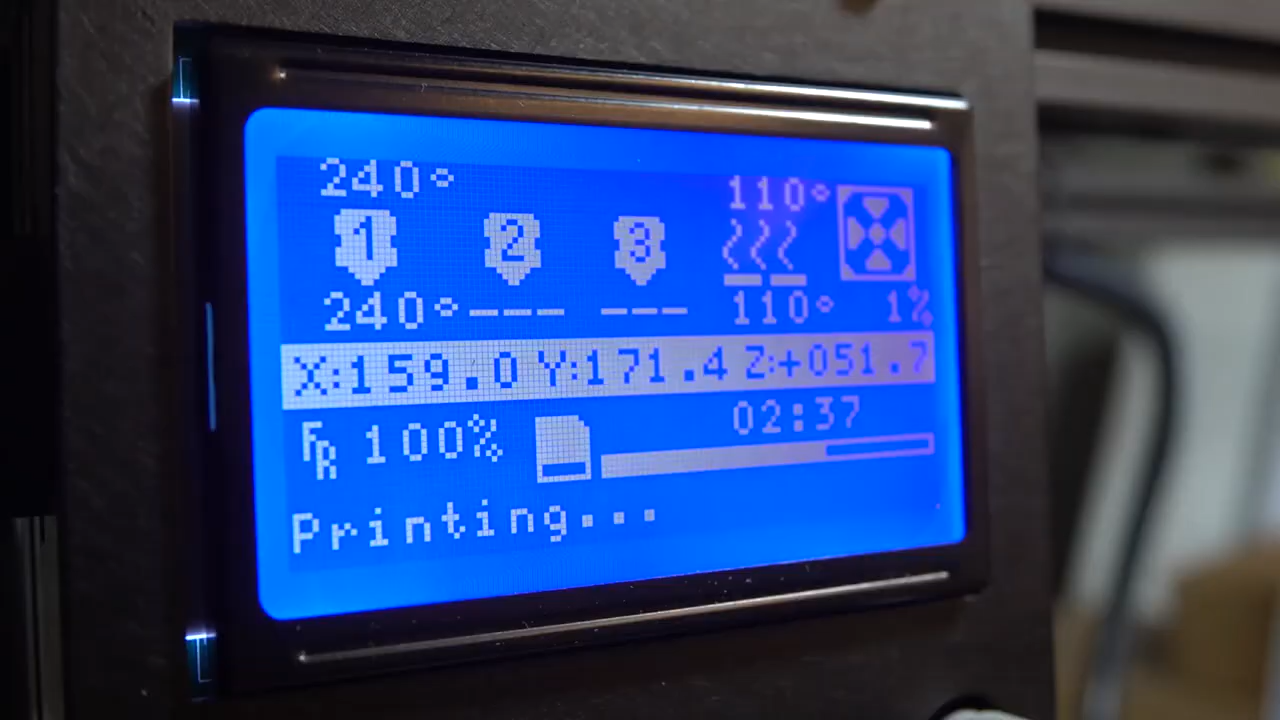 240° 110°
1 2 3
240° --- --- 110° 1%
X:159.0 Y:171.4 Z:+051.7
FR 100% 02:37
Printing...